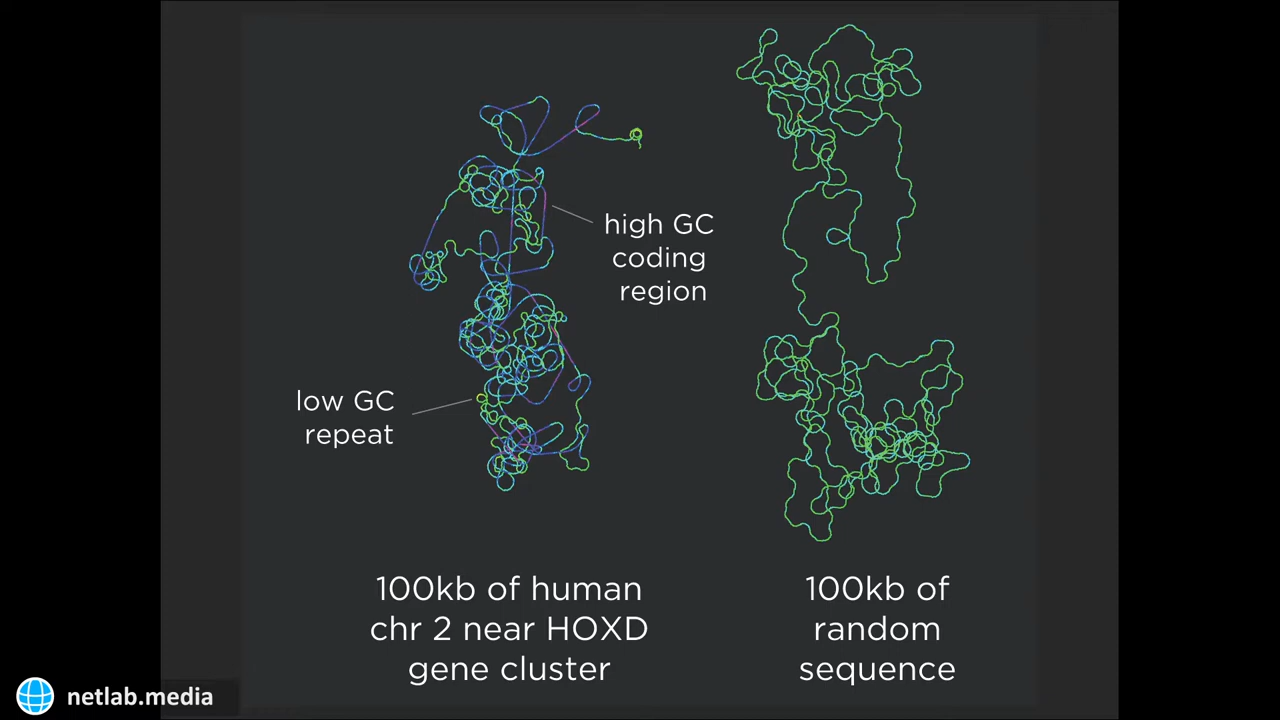 high GC
coding
region
low GC
repeat
100kb of human
chr 2 near HOXD
gene cluster
100kb of
random
sequence
netlab.media